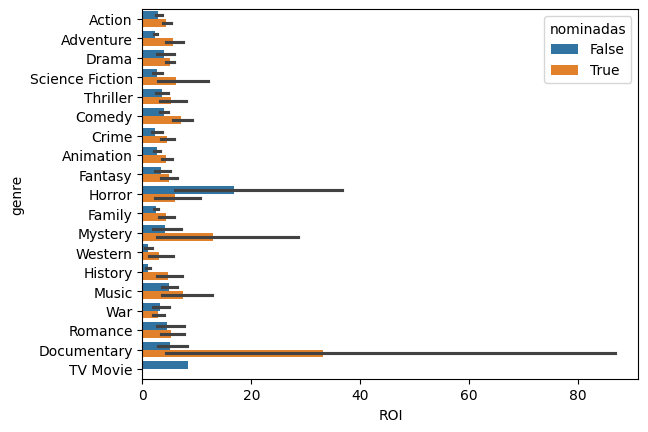 nominadas
False
True
genre
Action
Adventure
Drama
Science Fiction
Thriller
Comedy
Crime
Animation
Fantasy
Horror
Family
Mystery
Western
History
Music
War
Romance
Documentary
TV Movie
0 20 40 60 80
ROI